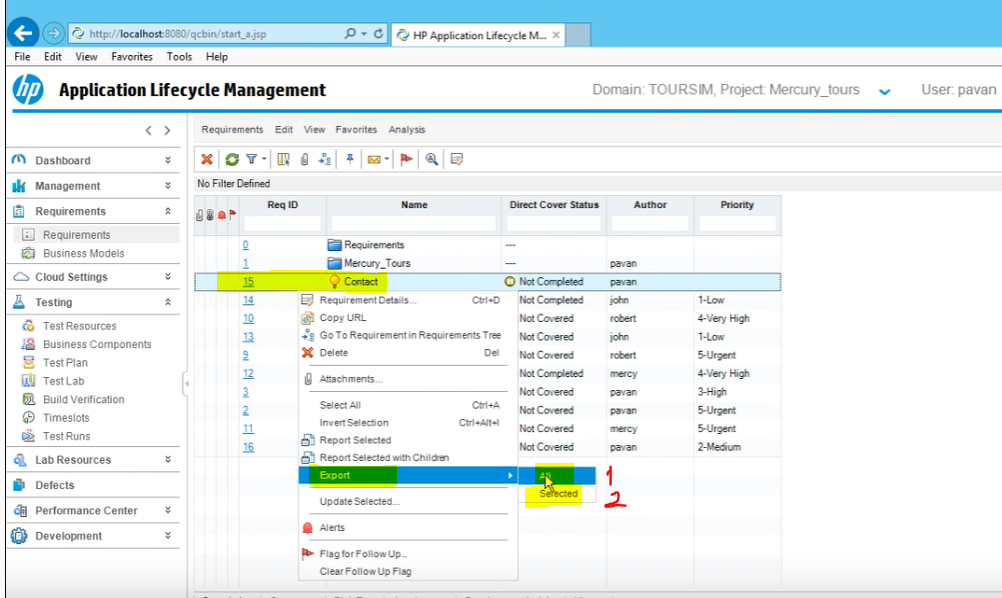 http://localhost:8080/qcbin/start_a.jsp
HP Application Lifecycle M...
File Edit View Favorites Tools Help
hp Application Lifecycle Management
Domain: TOURSIM, Project: Mercury_tours User: pavan
Requirements Edit View Favorites Analysis
Dashboard
Management
Requirements
Requirements
Business Models
Cloud Settings
Testing
Test Resources
Business Components
Test Plan
Test Lab
Build Verification
Timeslots
Test Runs
Lab Resources
Defects
Performance Center
Development
No Filter Defined
Req ID Name Direct Cover Status Author Priority
0 Requirements ---
1 Mercury_Tours --- pavan
15 Contact Not Completed pavan
14 Not Completed john 1-Low
10 Not Covered robert 4-Very High
13 Not Covered john 1-Low
9 Not Covered robert 5-Urgent
12 Not Completed mercy 4-Very High
3 Not Covered pavan 3-High
2 Not Covered pavan 5-Urgent
11 Not Covered mercy 5-Urgent
16 Not Covered pavan 2-Medium
Requirement Details... Ctrl+D
Copy URL
Go To Requirement in Requirements Tree
Delete Del
Attachments...
Select All Ctrl+A
Invert Selection Ctrl+Alt+I
Report Selected
Report Selected with Children
Export
All 1
Selected 2
Update Selected...
Alerts
Flag for Follow Up...
Clear Follow Up Flag